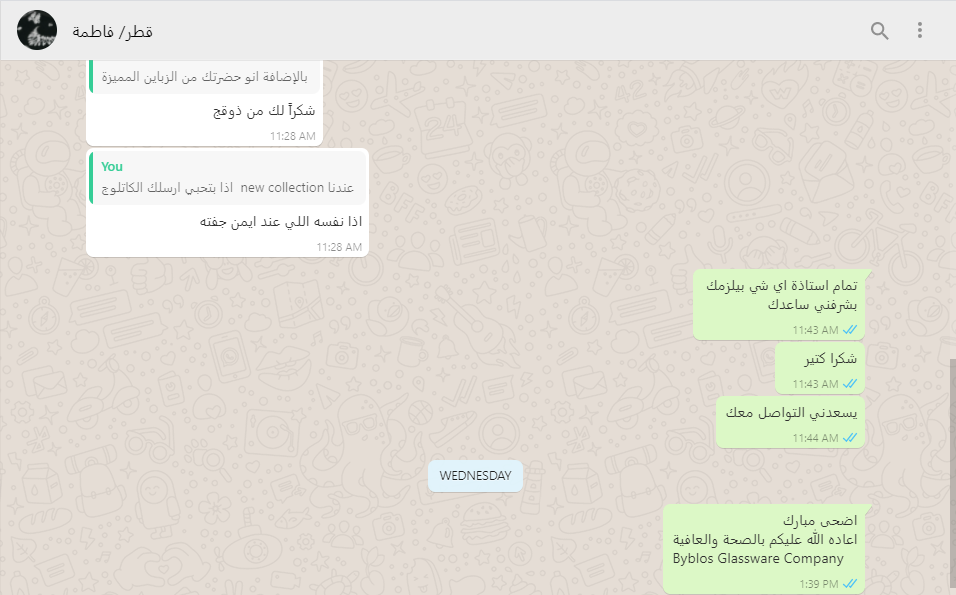 قطر/ فاطمة
بالإضافة انو حضرتك من الزباين المميزة
شكرآ لك من ذوقج
11:28 AM
You
عندنا new collection اذا بتحبي ارسلك الكاتلوج
اذا نفسه اللي عند ايمن جفته
11:28 AM
تمام استاذة اي شي بيلزمك
بشرفني ساعدك
11:43 AM
شكرا كتير
11:43 AM
يسعدني التواصل معك
11:44 AM
WEDNESDAY
اضحى مبارك
اعاده الله عليكم بالصحة والعافية
Byblos Glassware Company
1:39 PM